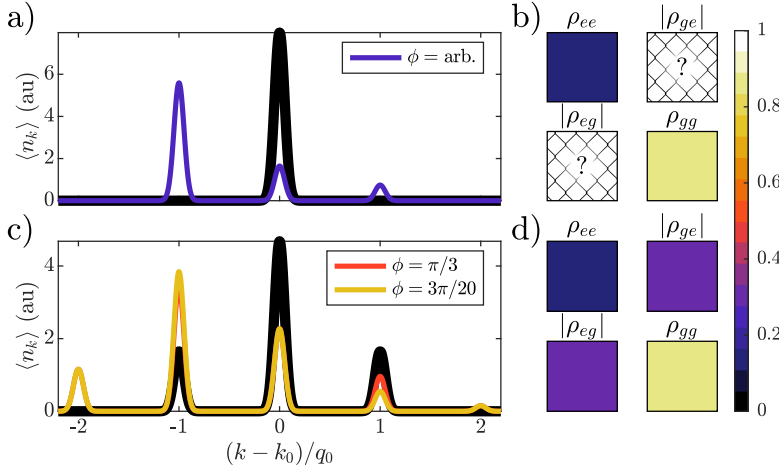 a)
6
4
2
0
⟨n_k⟩ (au)
ϕ = arb.
b)
ρ_ee
|ρ_ge|
?
|ρ_eg|
ρ_gg
?
1
0.8
0.6
0.4
0.2
0
c)
4
2
0
⟨n_k⟩ (au)
ϕ = π/3
ϕ = 3π/20
-2 -1 0 1 2
(k − k_0)/q_0
d)
ρ_ee
|ρ_ge|
|ρ_eg|
ρ_gg